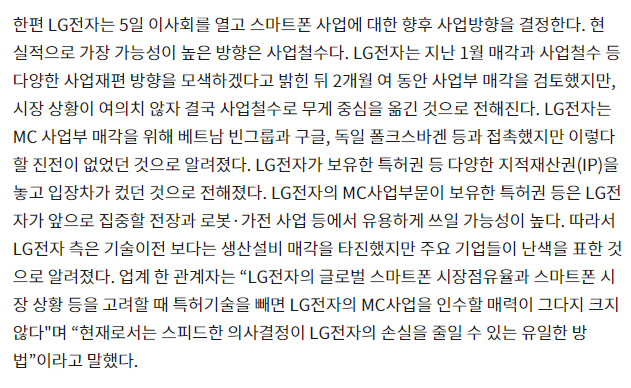 한편 LG전자는 5일 이사회를 열고 스마트폰 사업에 대한 향후 사업방향을 결정한다. 현
실적으로 가장 가능성이 높은 방향은 사업철수다. LG전자는 지난 1월 매각과 사업철수 등
다양한 사업재편 방향을 모색하겠다고 밝힌 뒤 2개월 여 동안 사업부 매각을 검토했지만,
시장 상황이 여의치 않자 결국 사업철수로 무게 중심을 옮긴 것으로 전해진다. LG전자는
MC 사업부 매각을 위해 베트남 빈그룹과 구글, 독일 폴크스바겐 등과 접촉했지만 이렇다
할 진전이 없었던 것으로 알려졌다. LG전자가 보유한 특허권 등 다양한 지적재산권(IP)을
놓고 입장차가 컸던 것으로 전해졌다. LG전자의 MC사업부문이 보유한 특허권 등은 LG전
자가 앞으로 집중할 전장과 로봇·가전 사업 등에서 유용하게 쓰일 가능성이 높다. 따라서
LG전자 측은 기술이전 보다는 생산설비 매각을 타진했지만 주요 기업들이 난색을 표한 것
으로 알려졌다. 업계 한 관계자는 “LG전자의 글로벌 스마트폰 시장점유율과 스마트폰 시
장 상황 등을 고려할 때 특허기술을 빼면 LG전자의 MC사업을 인수할 매력이 그다지 크지
않다"며 “현재로서는 스피드한 의사결정이 LG전자의 손실을 줄일 수 있는 유일한 방
법”이라고 말했다.